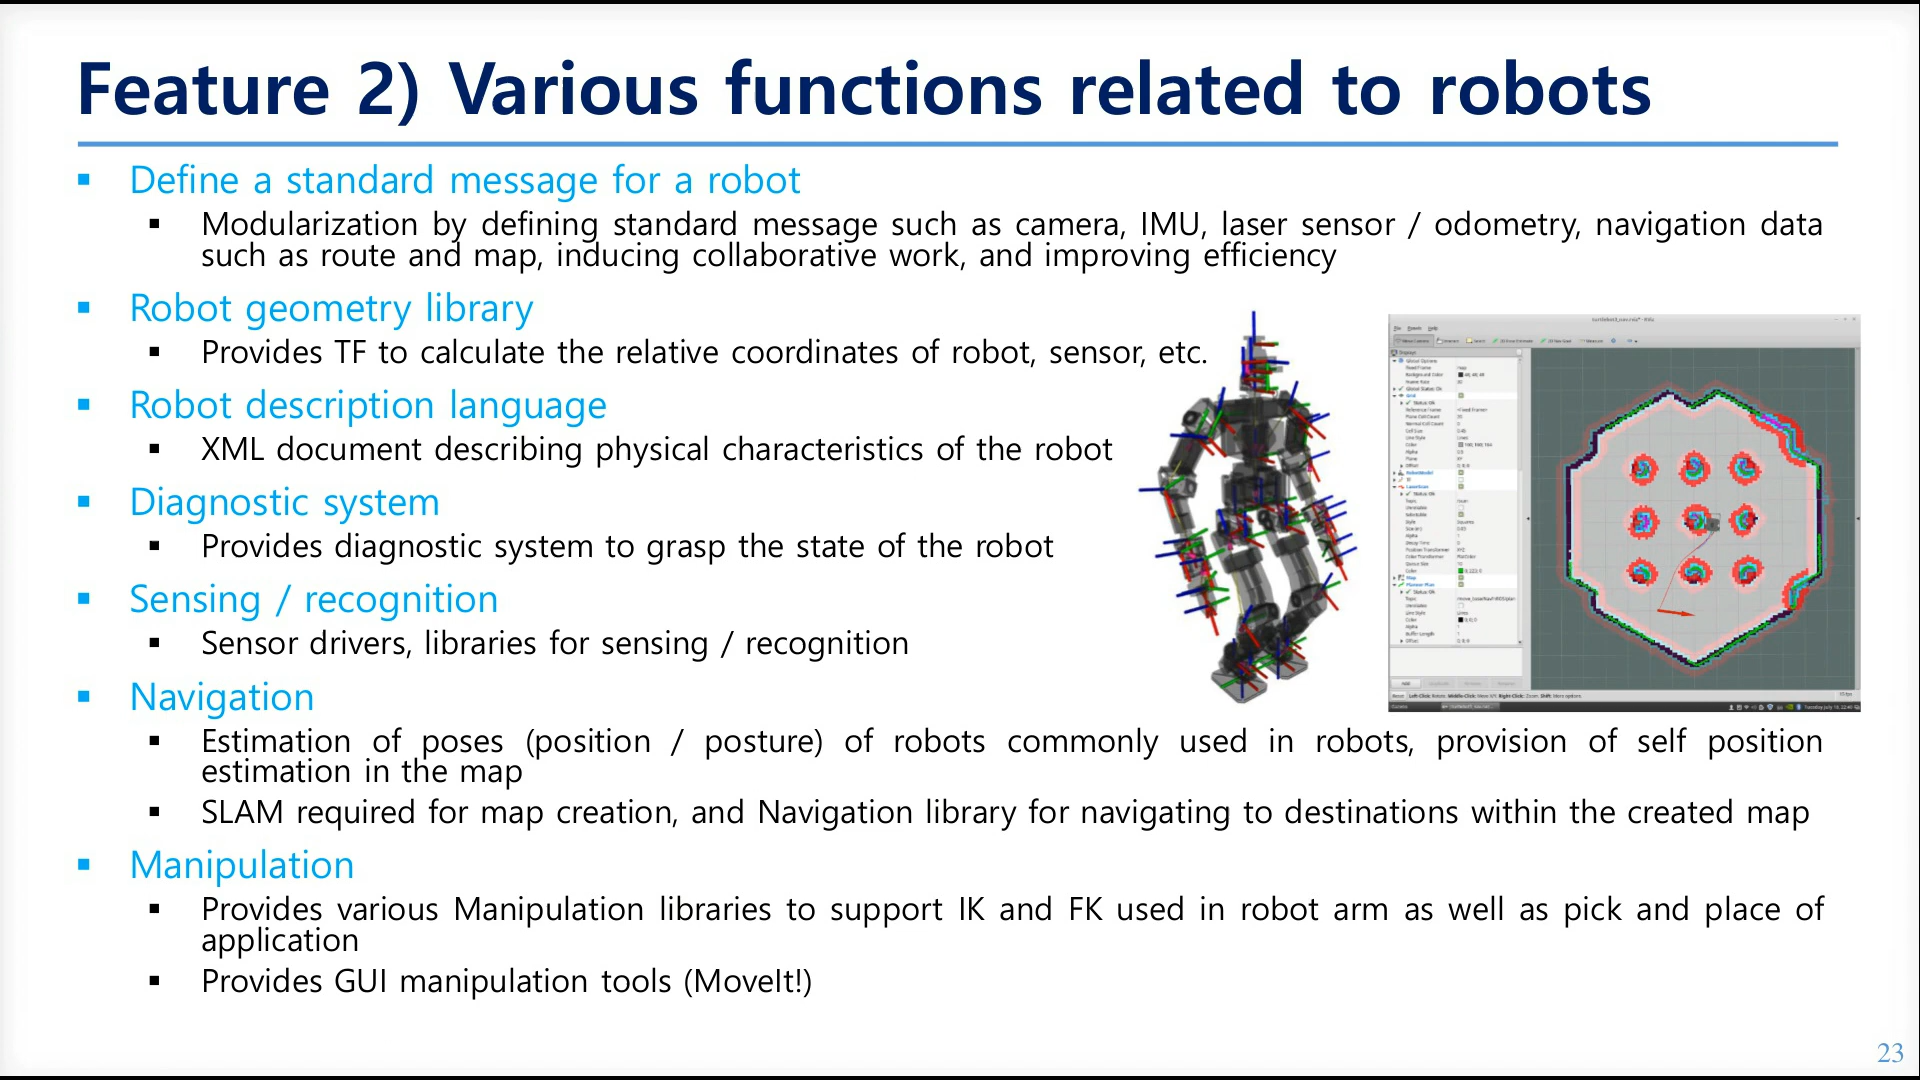 Feature 2) Various functions related to robots
▪ Define a standard message for a robot
▪ Modularization by defining standard message such as camera, IMU, laser sensor / odometry, navigation data
such as route and map, inducing collaborative work, and improving efficiency
▪ Robot geometry library
▪ Provides TF to calculate the relative coordinates of robot, sensor, etc.
▪ Robot description language
▪ XML document describing physical characteristics of the robot
▪ Diagnostic system
▪ Provides diagnostic system to grasp the state of the robot
▪ Sensing / recognition
▪ Sensor drivers, libraries for sensing / recognition
▪ Navigation
▪ Estimation of poses (position / posture) of robots commonly used in robots, provision of self position
estimation in the map
▪ SLAM required for map creation, and Navigation library for navigating to destinations within the created map
▪ Manipulation
▪ Provides various Manipulation libraries to support IK and FK used in robot arm as well as pick and place of
application
▪ Provides GUI manipulation tools (MoveIt!)
23